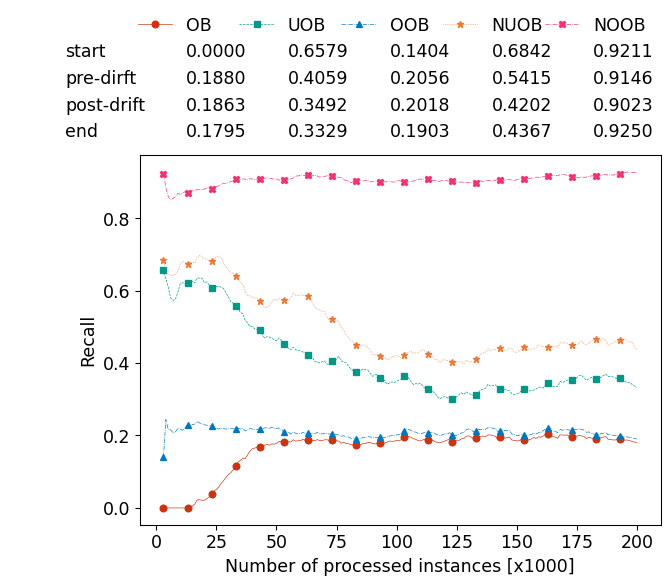 OB UOB OOB NUOB NOOB
start 0.0000 0.6579 0.1404 0.6842 0.9211
pre-dirft 0.1880 0.4059 0.2056 0.5415 0.9146
post-drift 0.1863 0.3492 0.2018 0.4202 0.9023
end 0.1795 0.3329 0.1903 0.4367 0.9250
0.8
0.6
0.4
0.2
0.0
Recall
0 25 50 75 100 125 150 175 200
Number of processed instances [x1000]